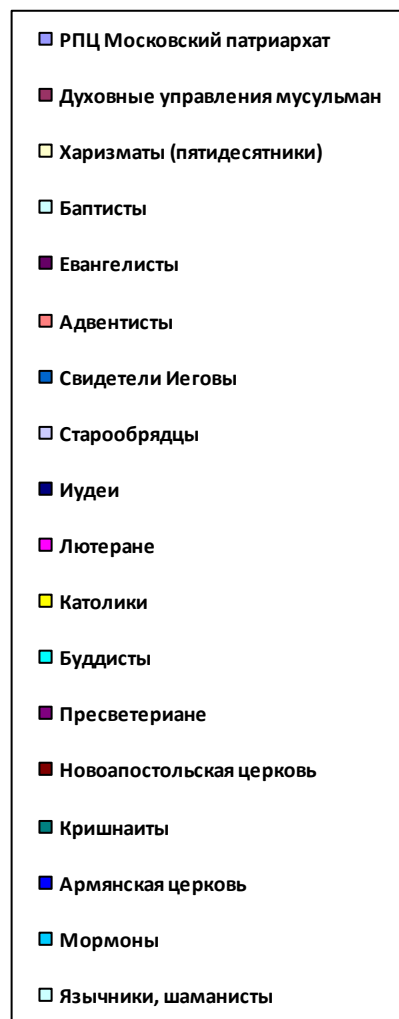 РПЦ Московский патриархат
Духовные управления мусульман
Харизматы (пятидесятники)
Баптисты
Евангелисты
Адвентисты
Свидетели Иеговы
Старообрядцы
Иудеи
Лютеране
Католики
Буддисты
Пресветериане
Новоапостольская церковь
Кришнаиты
Армянская церковь
Мормоны
Язычники, шаманисты